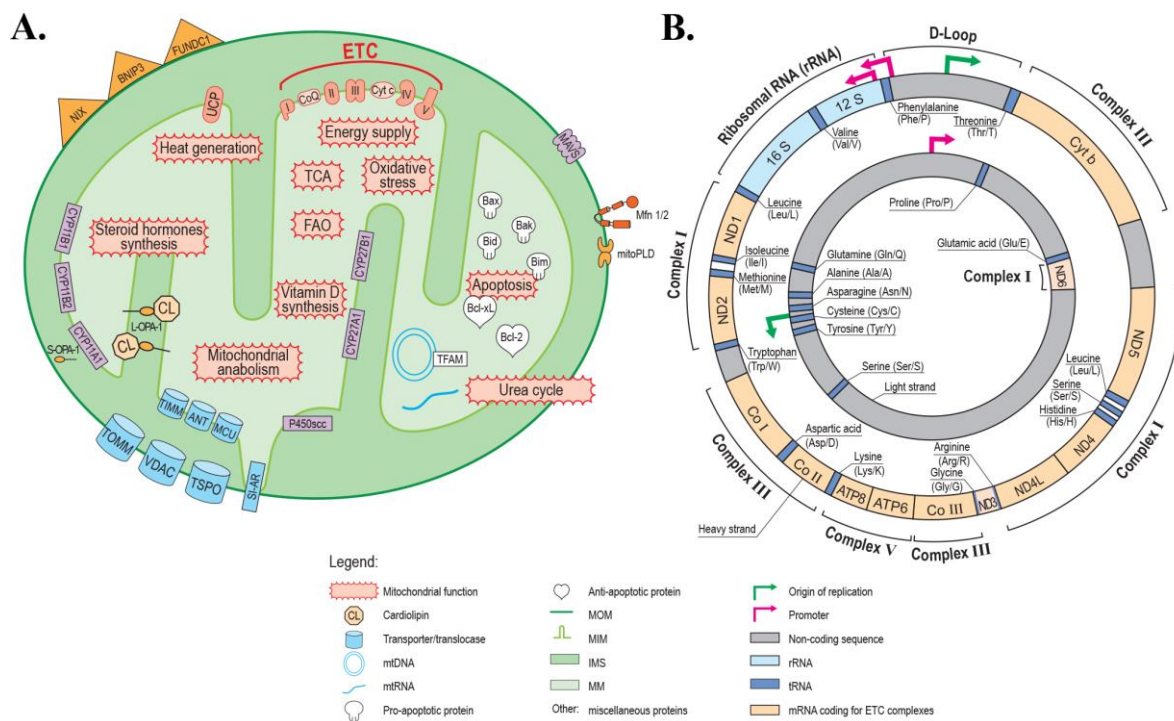 A.
FUNDC1
BNIP3
NIX
UCP
ETC
I
CoQ
II
III
Cyt c
IV
V
Heat generation
Energy supply
TCA
Oxidative
stress
FAO
MAVS
Mfn 1/2
mitoPLD
Bax
Bak
Bid
Bim
Apoptosis
Bcl-xL
Bcl-2
CYP11B1
CYP11B2
CYP11A1
Steroid hormones
synthesis
CYP27B1
CYP27A1
Vitamin D
synthesis
CL
L-OPA-1
CL
S-OPA-1
Mitochondrial
anabolism
TFAM
Urea cycle
TIMM
ANT
MCU
P450scc
TOMM
VDAC
TSPO
SI-AR
B.
D-Loop
Ribosomal RNA (rRNA)
Complex III
12 S
16 S
Phenylalanine
(Phe/P)
Threonine
(Thr/T)
Valine
(Val/V)
Cyt b
Proline (Pro/P)
Leucine
(Leu/L)
ND1
Complex I
Isoleucine
(Ile/I)
Methionine
(Met/M)
ND2
Glutamic acid (Glu/E)
Complex I
ND6
Glutamine (Gln/Q)
Alanine (Ala/A)
Asparagine (Asn/N)
Cysteine (Cys/C)
Tyrosine (Tyr/Y)
Tryptophan
(Trp/W)
ND5
Serine (Ser/S)
Light strand
Leucine
(Leu/L)
Serine
(Ser/S)
Histidine
(His/H)
Co I
Complex III
Aspartic acid
(Asp/D)
Co II
Lysine
(Lys/K)
ATP8
ATP6
Arginine
(Arg/R)
Glycine
(Gly/G)
Co III
ND3
ND4L
ND4
Complex I
Heavy strand
Complex V
Complex III
Legend:
Mitochondrial function
Cardiolipin
Transporter/translocase
mtDNA
mtRNA
Pro-apoptotic protein
Anti-apoptotic protein
MOM
MIM
IMS
MM
Other: miscellaneous proteins
Origin of replication
Promoter
Non-coding sequence
rRNA
tRNA
mRNA coding for ETC complexes